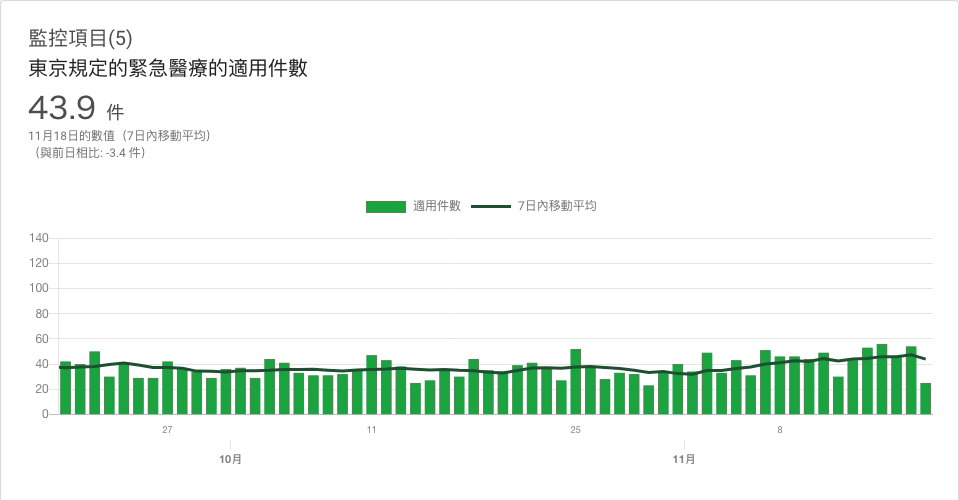 監控項目(5)
東京規定的緊急醫療的適用件數
43.9 件
11月18日的數值（7日內移動平均）
（與前日相比: -3.4 件）
適用件數 7日內移動平均
140
120
100
80
60
40
20
0
27 11 25 8
10月 11月